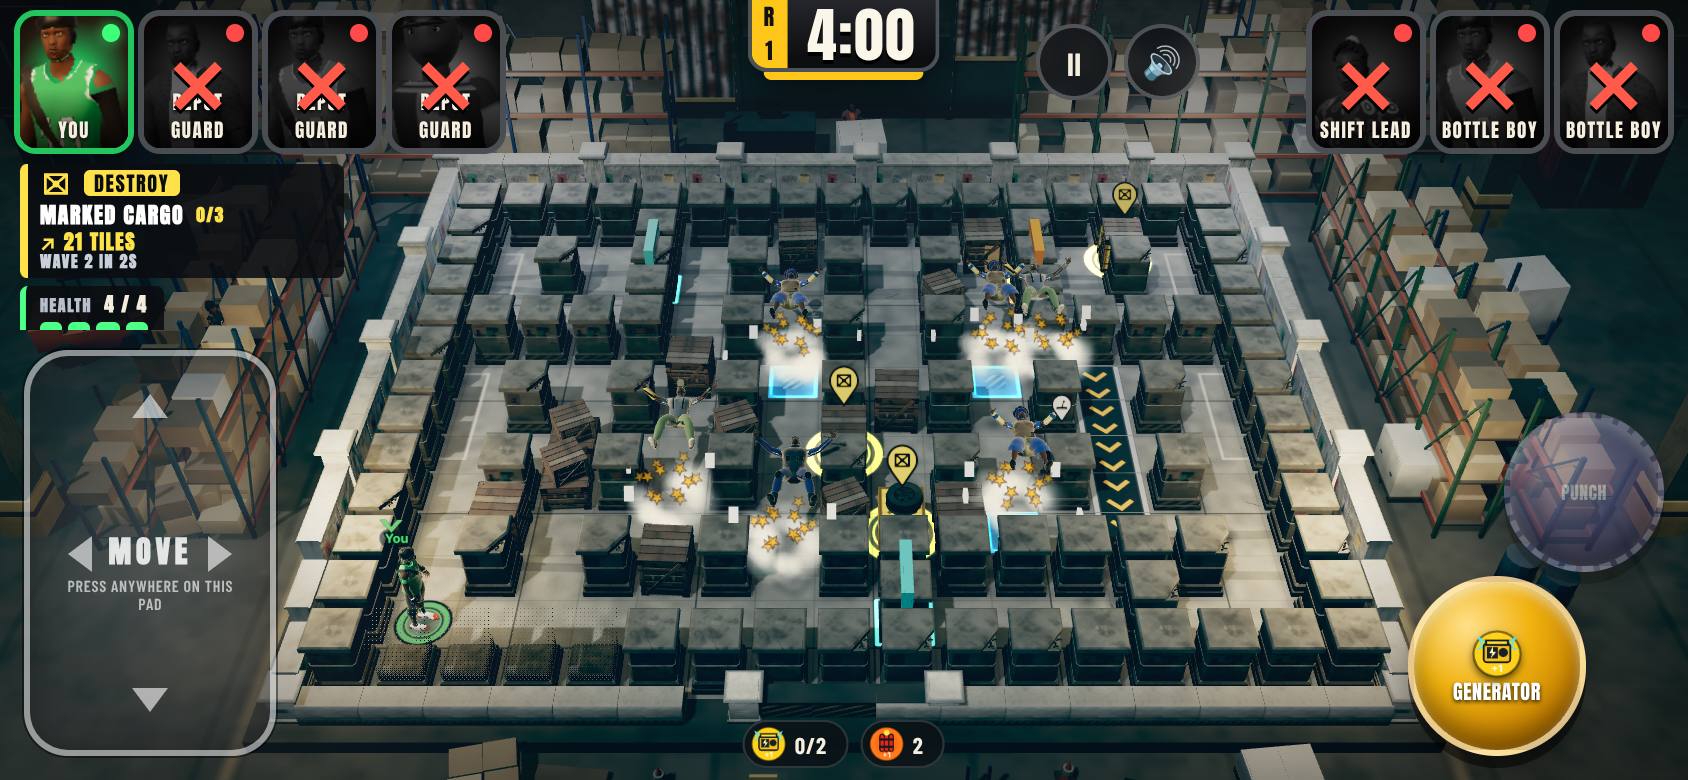 R
1
4:00
YOU
GUARD
GUARD
GUARD
SHIFT LEAD
BOTTLE BOY
BOTTLE BOY
DESTROY
MARKED CARGO 0/3
21 TILES
WAVE 2 IN 2S
HEALTH 4 / 4
You
MOVE
PRESS ANYWHERE ON THIS
PAD
PUNCH
+1
GENERATOR
0/2
2